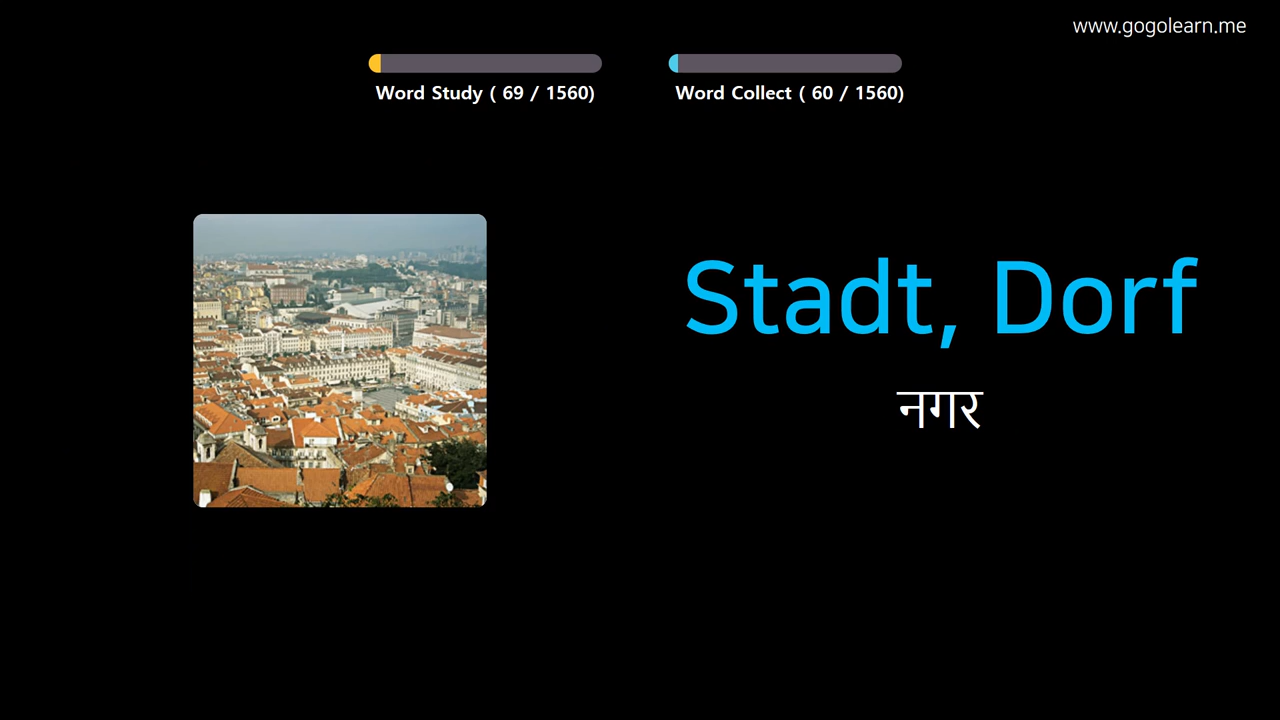 www.gogolearn.me
Word Study ( 69 / 1560)
Word Collect ( 60 / 1560)
Stadt, Dorf
नगर